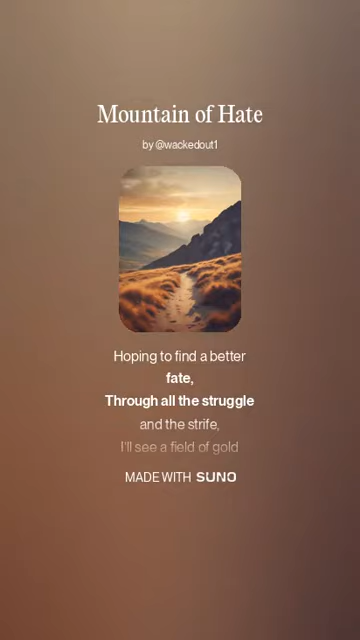 Mountain of Hate
by @wackedout1
Hoping to find a better
fate,
Through all the struggle
and the strife,
I'll see a field of gold
MADE WITH SUNO